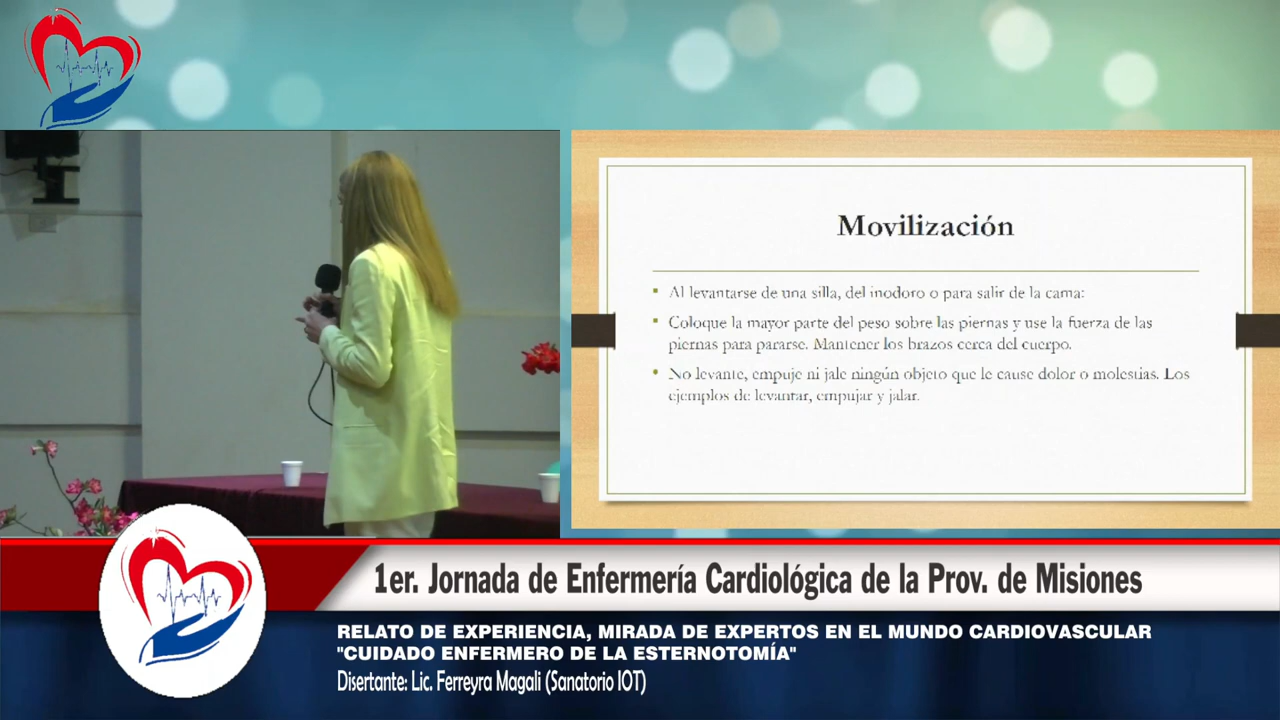 Movilización
Al levantarse de una silla, del inodoro o para salir de la cama:
Coloque la mayor parte del peso sobre las piernas y use la fuerza de las
piernas para pararse. Mantener los brazos cerca del cuerpo.
No levante, empuje ni jale ningún objeto que le cause dolor o molestias. Los
ejemplos de levantar, empujar y jalar.
1er. Jornada de Enfermería Cardiológica de la Prov. de Misiones
RELATO DE EXPERIENCIA, MIRADA DE EXPERTOS EN EL MUNDO CARDIOVASCULAR
"CUIDADO ENFERMERO DE LA ESTERNOTOMÍA"
Disertante: Lic. Ferreyra Magali (Sanatorio IOT)